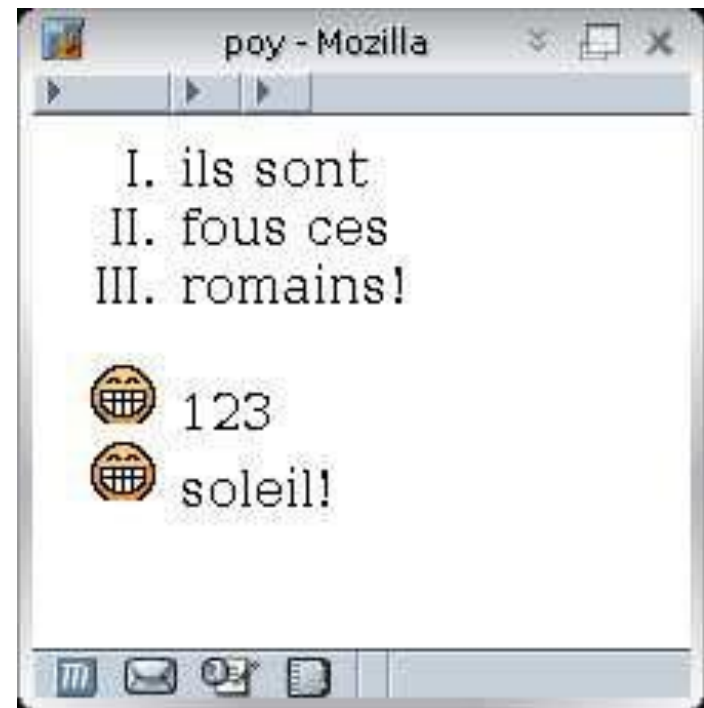 poy - Mozilla
I. ils sont
II. fous ces
III. romains!
123
soleil!